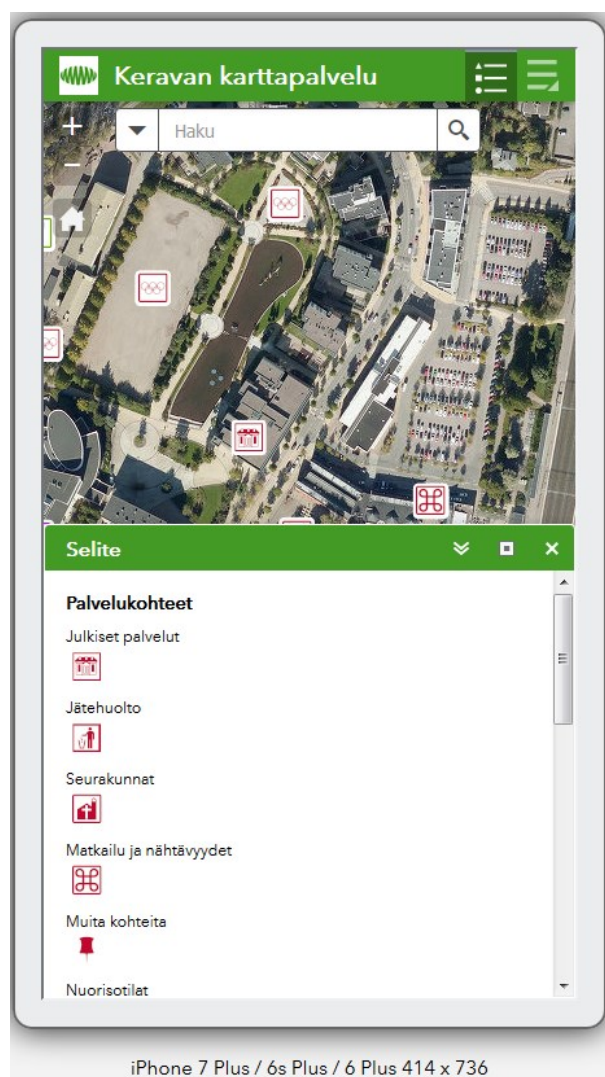 Keravan karttapalvelu
Haku
Selite
Palvelukohteet
Julkiset palvelut
Jätehuolto
Seurakunnat
Matkailu ja nähtävyydet
Muita kohteita
Nuorisotilat
iPhone 7 Plus / 6s Plus / 6 Plus 414 x 736